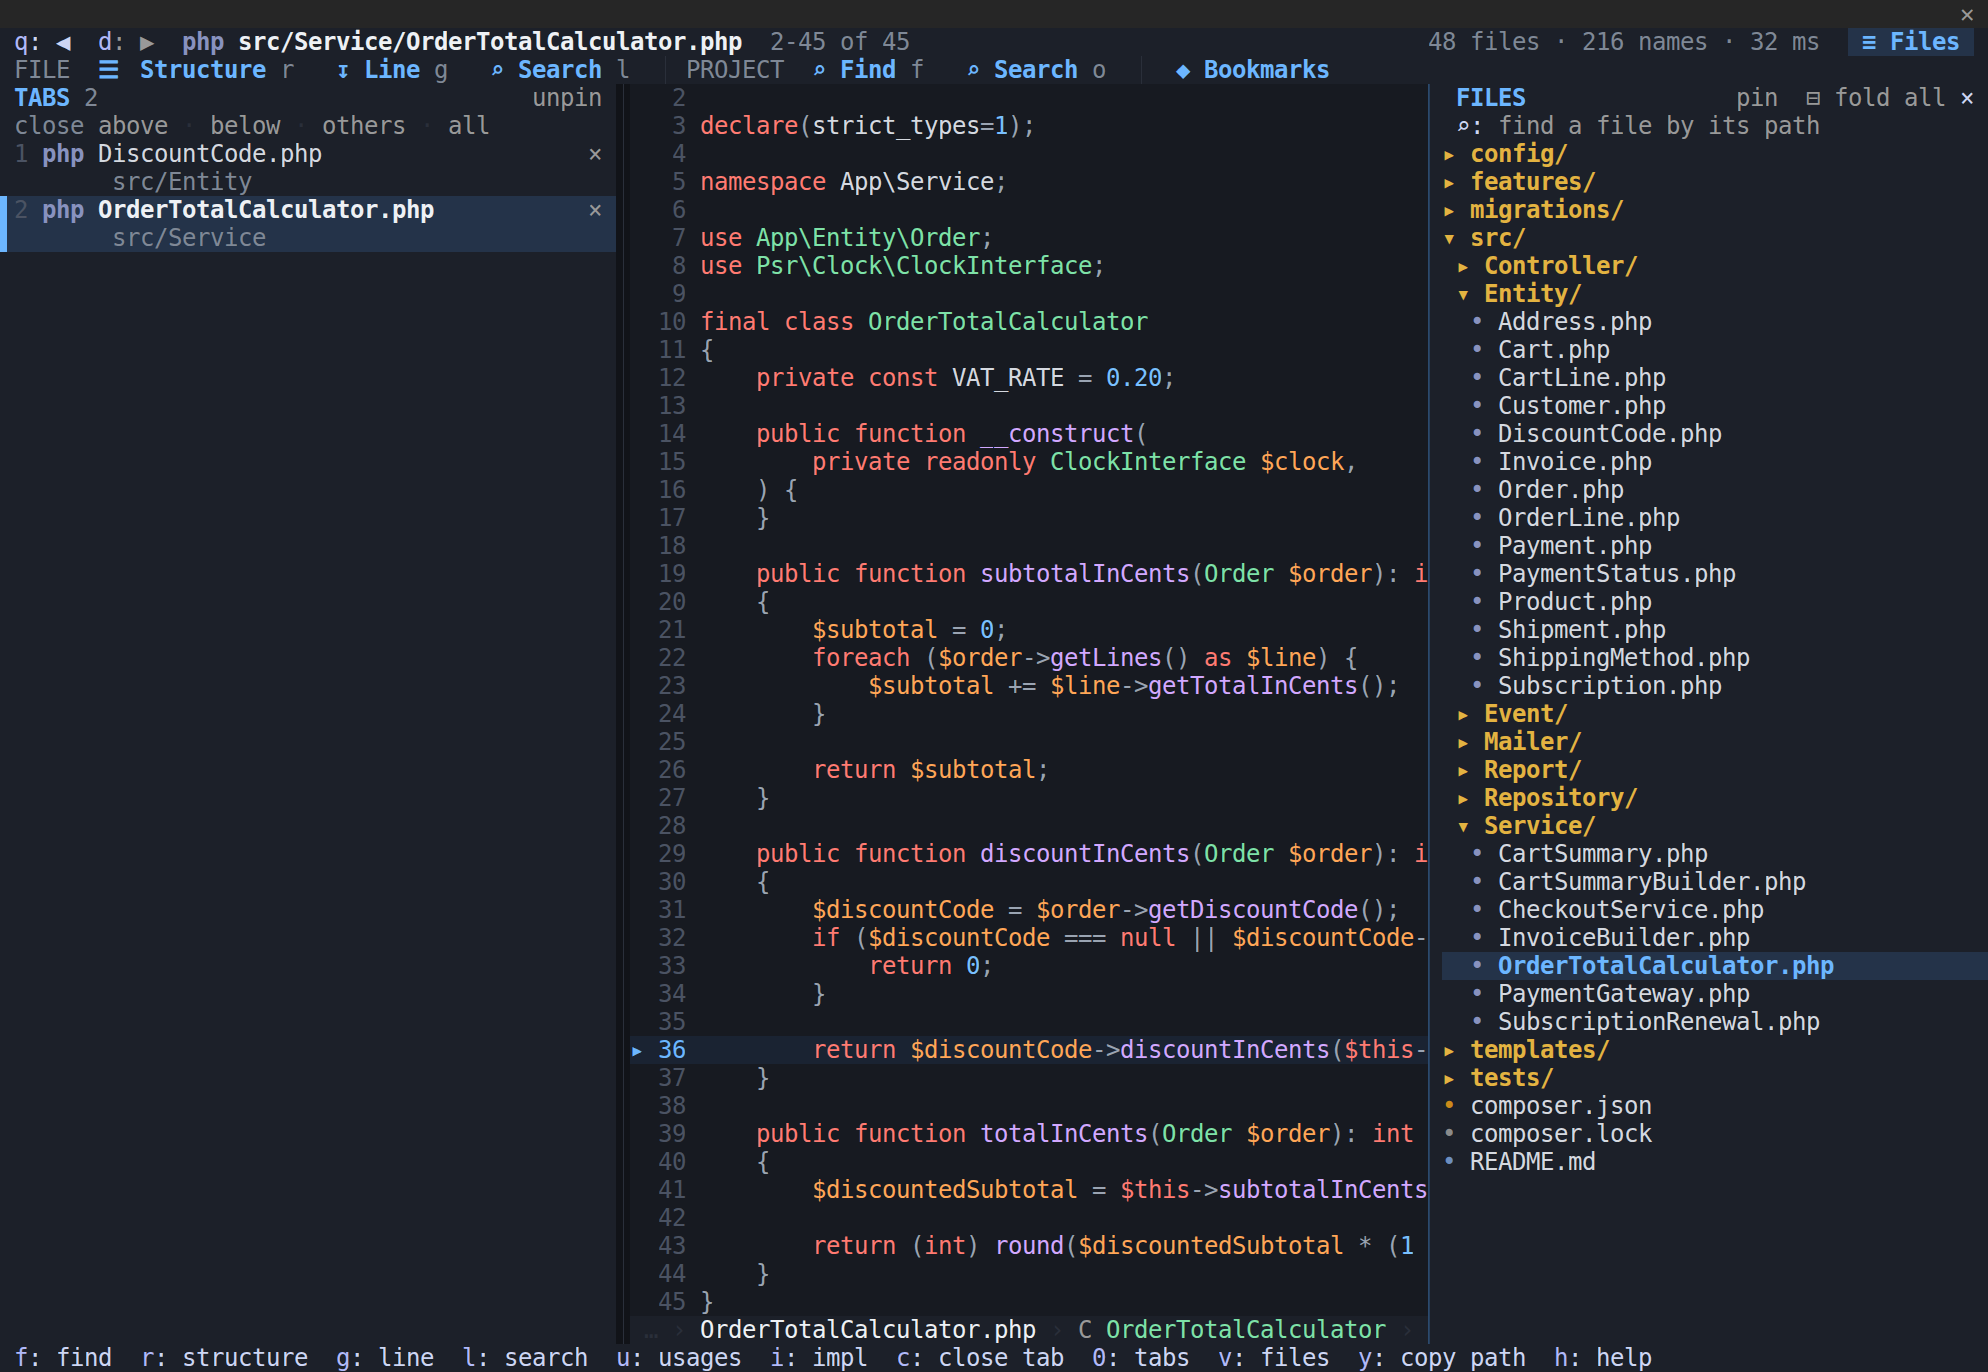 ×
q: ◀ d: ▶ php src/Service/OrderTotalCalculator.php 2-45 of 45 48 files · 216 names · 32 ms ≡ Files
FILE ☰ Structure r ↧ Line g ⌕ Search l PROJECT ⌕ Find f ⌕ Search o ◆ Bookmarks
TABS 2 unpin
close above · below · others · all
1 php DiscountCode.php ×
src/Entity
2 php OrderTotalCalculator.php ×
src/Service
2
3 declare(strict_types=1);
4
5 namespace App\Service;
6
7 use App\Entity\Order;
8 use Psr\Clock\ClockInterface;
9
10 final class OrderTotalCalculator
11 {
12     private const VAT_RATE = 0.20;
13
14     public function __construct(
15         private readonly ClockInterface $clock,
16     ) {
17     }
18
19     public function subtotalInCents(Order $order): i
20     {
21         $subtotal = 0;
22         foreach ($order->getLines() as $line) {
23             $subtotal += $line->getTotalInCents();
24         }
25
26         return $subtotal;
27     }
28
29     public function discountInCents(Order $order): i
30     {
31         $discountCode = $order->getDiscountCode();
32         if ($discountCode === null || $discountCode-
33             return 0;
34         }
35
▸ 36         return $discountCode->discountInCents($this-
37     }
38
39     public function totalInCents(Order $order): int
40     {
41         $discountedSubtotal = $this->subtotalInCents
42
43         return (int) round($discountedSubtotal * (1
44     }
45 }
… › OrderTotalCalculator.php › C OrderTotalCalculator ›
FILES pin ⊟ fold all ×
⌕: find a file by its path
▸ config/
▸ features/
▸ migrations/
▾ src/
▸ Controller/
▾ Entity/
• Address.php
• Cart.php
• CartLine.php
• Customer.php
• DiscountCode.php
• Invoice.php
• Order.php
• OrderLine.php
• Payment.php
• PaymentStatus.php
• Product.php
• Shipment.php
• ShippingMethod.php
• Subscription.php
▸ Event/
▸ Mailer/
▸ Report/
▸ Repository/
▾ Service/
• CartSummary.php
• CartSummaryBuilder.php
• CheckoutService.php
• InvoiceBuilder.php
• OrderTotalCalculator.php
• PaymentGateway.php
• SubscriptionRenewal.php
▸ templates/
▸ tests/
• composer.json
• composer.lock
• README.md
f: find r: structure g: line l: search u: usages i: impl c: close tab 0: tabs v: files y: copy path h: help